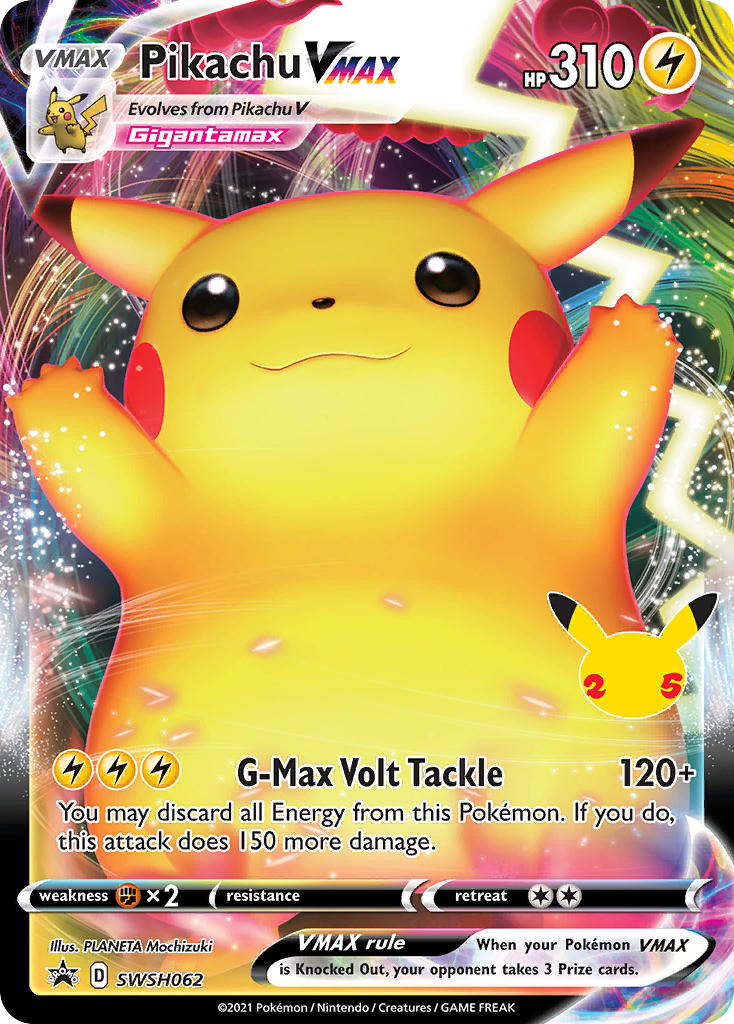 VMAX
Pikachu VMAX
HP 310
Evolves from Pikachu V
Gigantamax
2 5
G-Max Volt Tackle 120+
You may discard all Energy from this Pokémon. If you do,
this attack does 150 more damage.
weakness ×2 resistance retreat
Illus. PLANETA Mochizuki
VMAX rule When your Pokémon VMAX
is Knocked Out, your opponent takes 3 Prize cards.
PROMO D SWSH062
©2021 Pokémon / Nintendo / Creatures / GAME FREAK